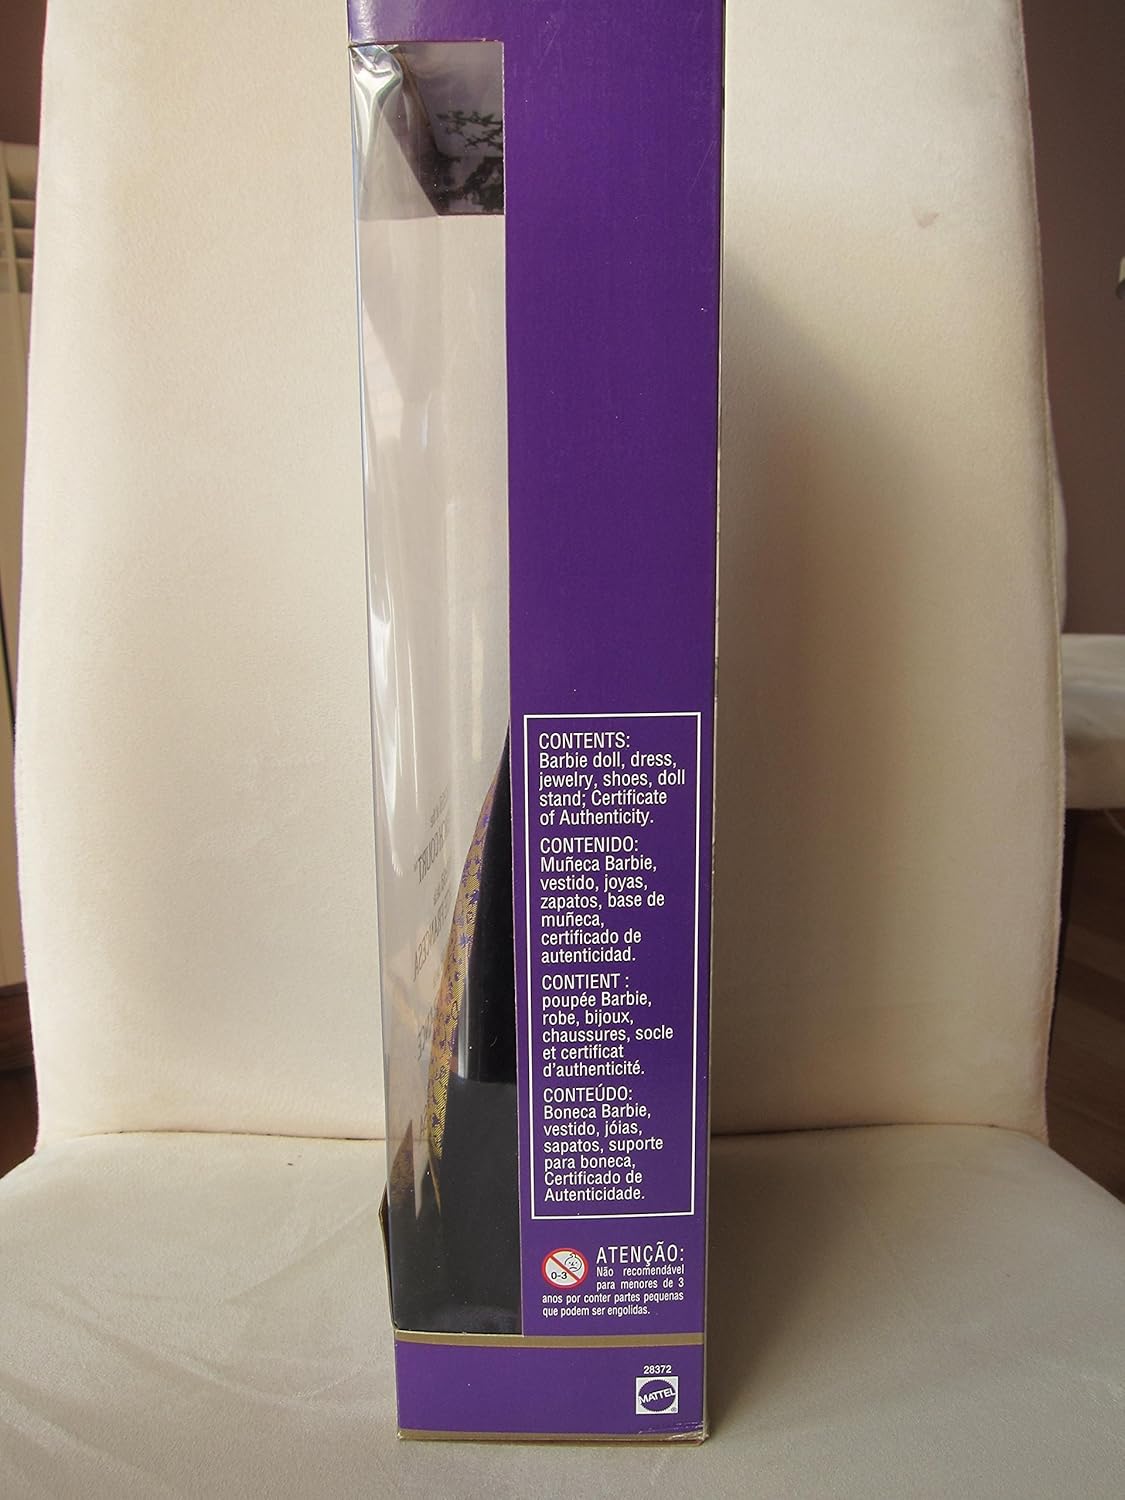 CONTENTS:
Barbie doll, dress,
jewelry, shoes, doll
stand; Certificate
of Authenticity.
CONTENIDO:
Muñeca Barbie,
vestido, joyas,
zapatos, base de
muñeca,
certificado de
autenticidad.
CONTIENT :
poupée Barbie,
robe, bijoux,
chaussures, socle
et certificat
d'authenticité.
CONTEÚDO:
Boneca Barbie,
vestido, jóias,
sapatos, suporte
para boneca,
Certificado de
Autenticidade.
0-3
ATENÇÃO:
Não recomendável
para menores de 3
anos por conter partes pequenas
que podem ser engolidas.
28372
MATTEL
®